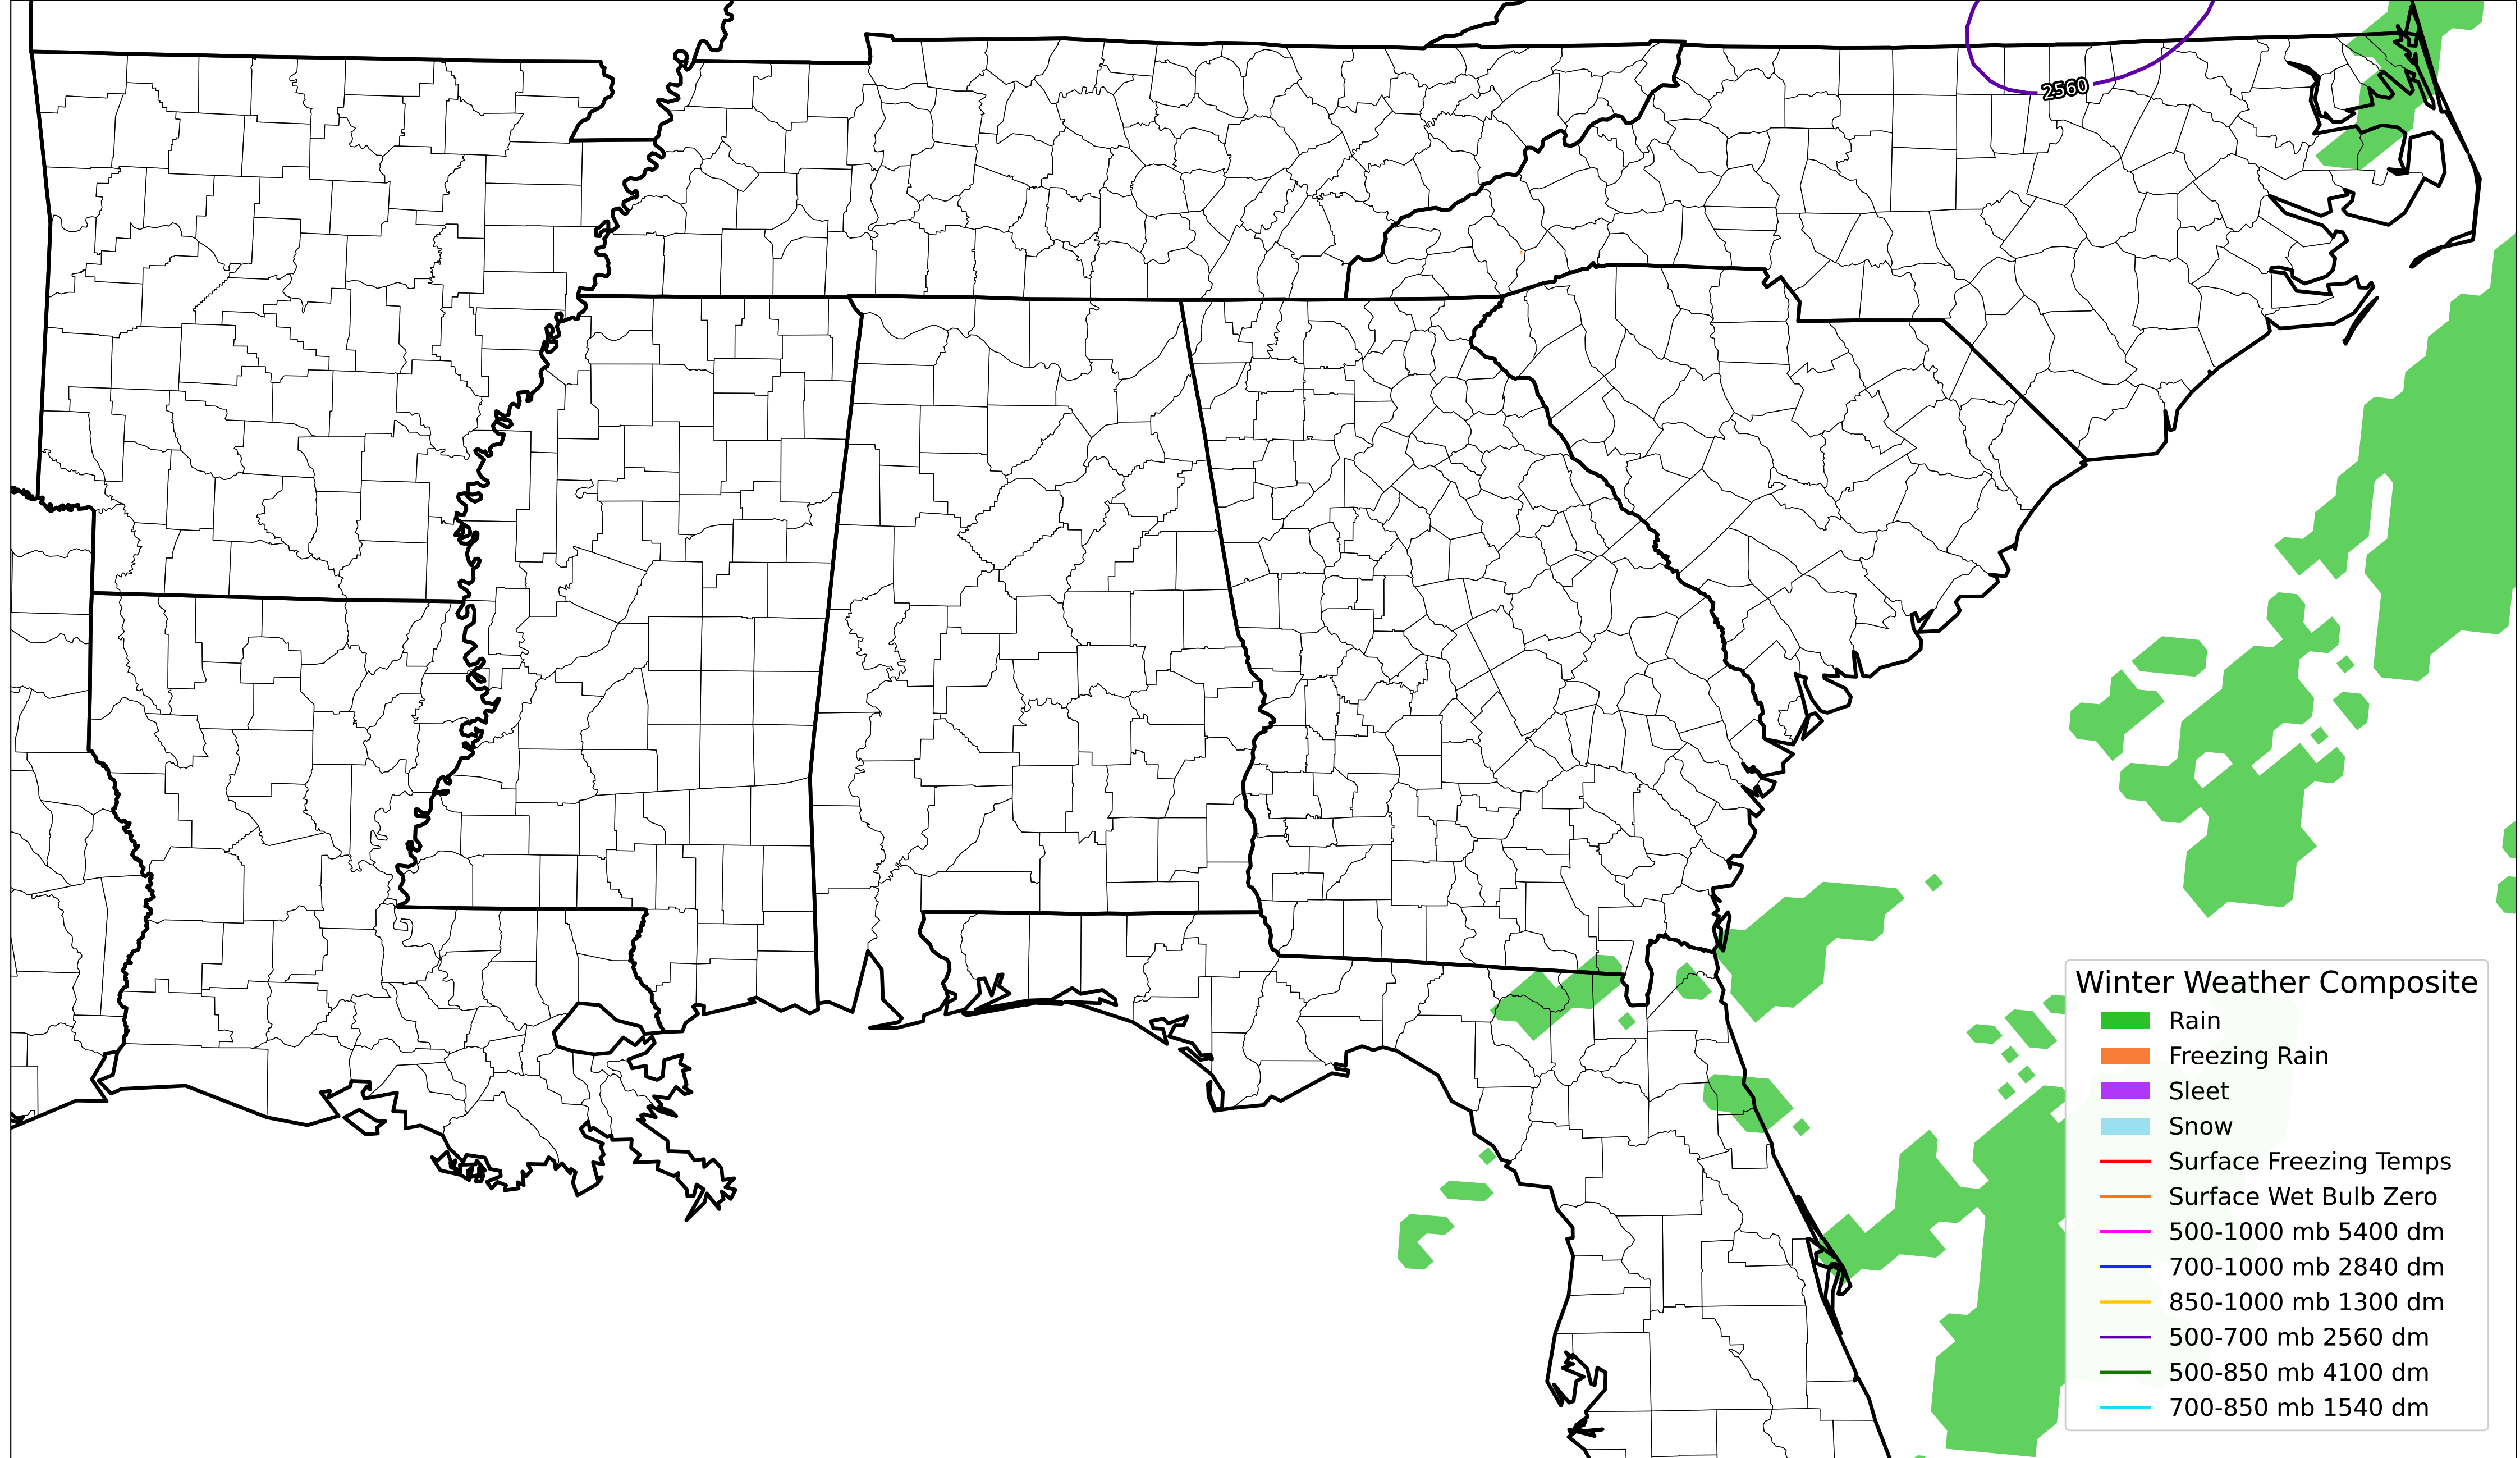 2560
Winter Weather Composite
Rain
Freezing Rain
Sleet
Snow
Surface Freezing Temps
Surface Wet Bulb Zero
500-1000 mb 5400 dm
700-1000 mb 2840 dm
850-1000 mb 1300 dm
500-700 mb 2560 dm
500-850 mb 4100 dm
700-850 mb 1540 dm